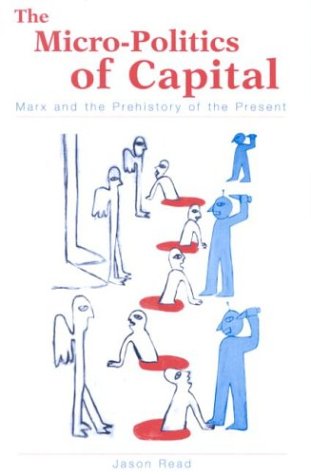 The
Micro-Politics
of Capital
Marx and the Prehistory of the Present
Jason Read